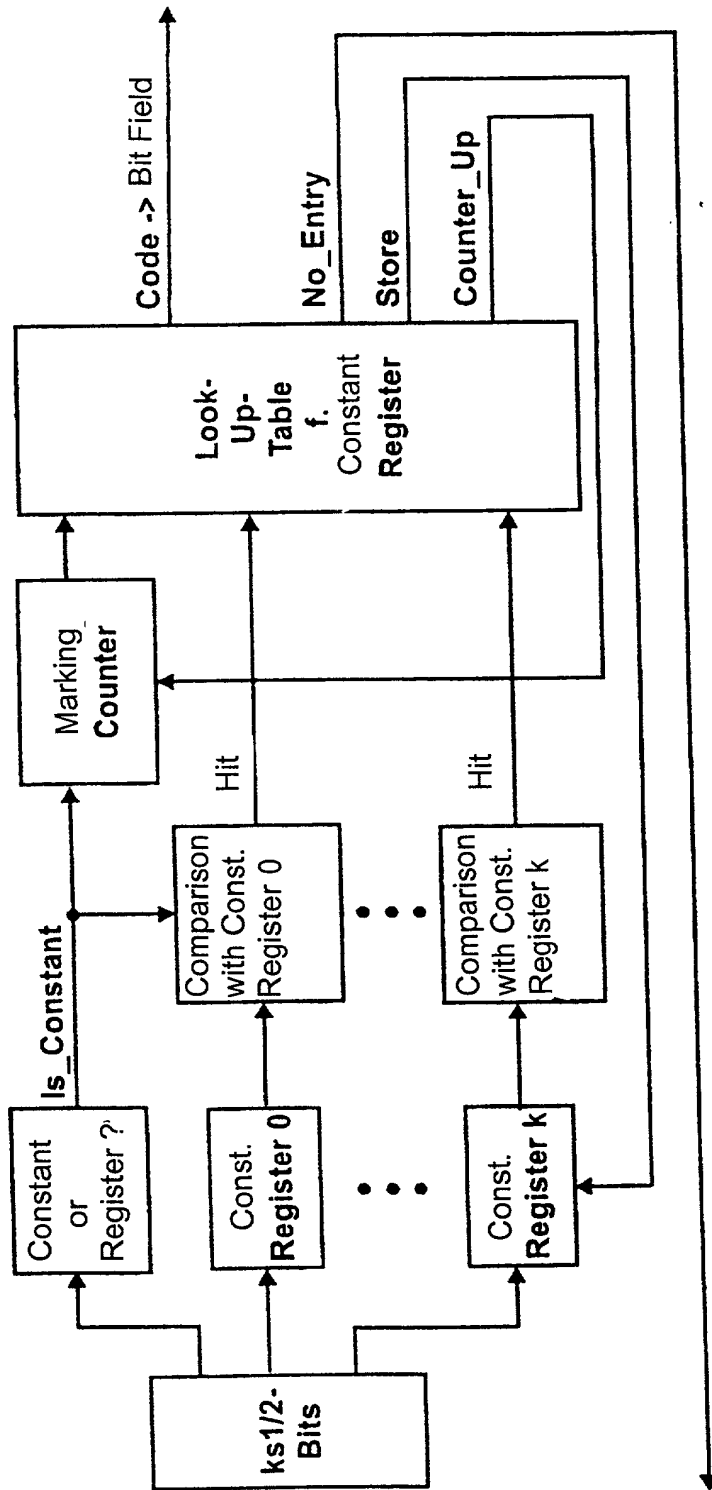 ks1/2-
Bits
Constant
or
Register ?
Is_Constant
Const.
Register 0
Const.
Register k
Comparison
with Const.
Register 0
Comparison
with Const.
Register k
Marking
Counter
Hit
Hit
Look-
Up-
Table
f.
Constant
Register
Code -> Bit Field
No_Entry
Store
Counter_Up